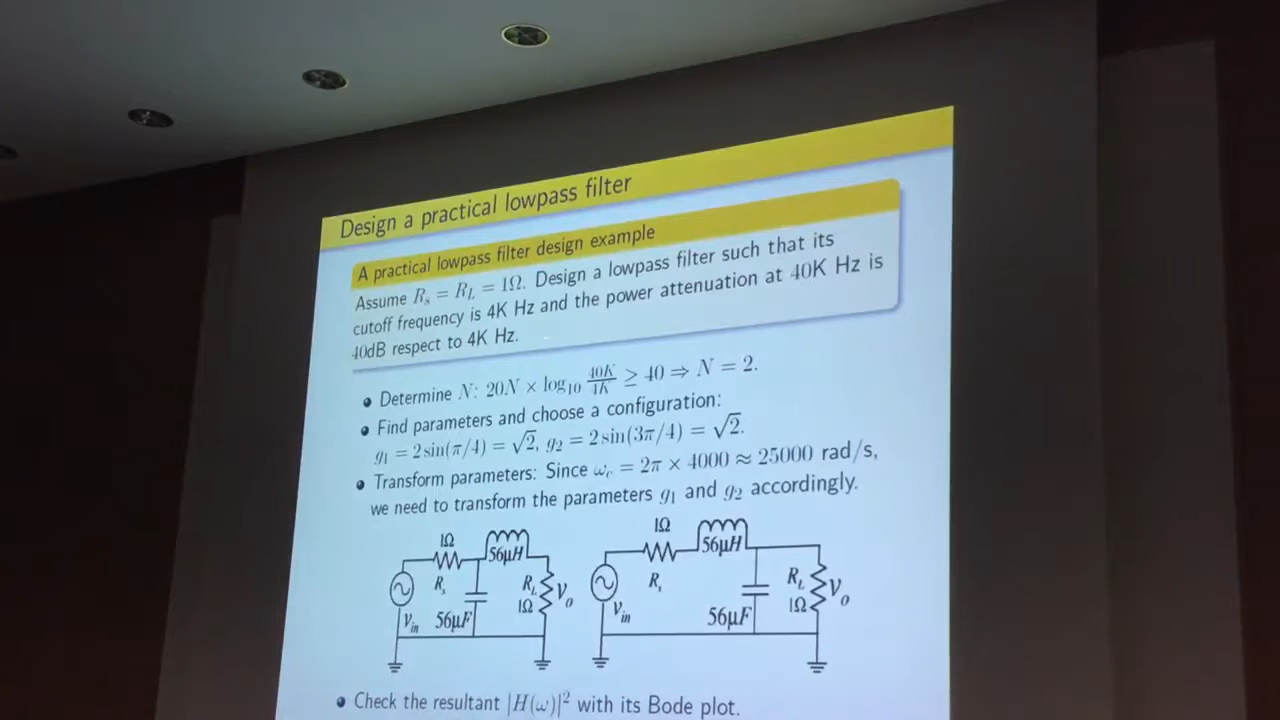 Design a practical lowpass filter
A practical lowpass filter design example
Assume Rs = RL = 1Ω. Design a lowpass filter such that its
cutoff frequency is 4K Hz and the power attenuation at 40K Hz is
40dB respect to 4K Hz.
• Determine N: 20N × log₁₀ 40K/4K ≥ 40 ⇒ N = 2.
• Find parameters and choose a configuration:
g₁ = 2 sin(π/4) = √2, g₂ = 2 sin(3π/4) = √2.
• Transform parameters: Since ωc = 2π × 4000 ≈ 25000 rad/s,
we need to transform the parameters g₁ and g₂ accordingly.
1Ω
56μH
Rs
RL
1Ω
Vo
Vin
56μF
1Ω
56μH
Rs
RL
1Ω
Vo
Vin
56μF
• Check the resultant |H(ω)|² with its Bode plot.